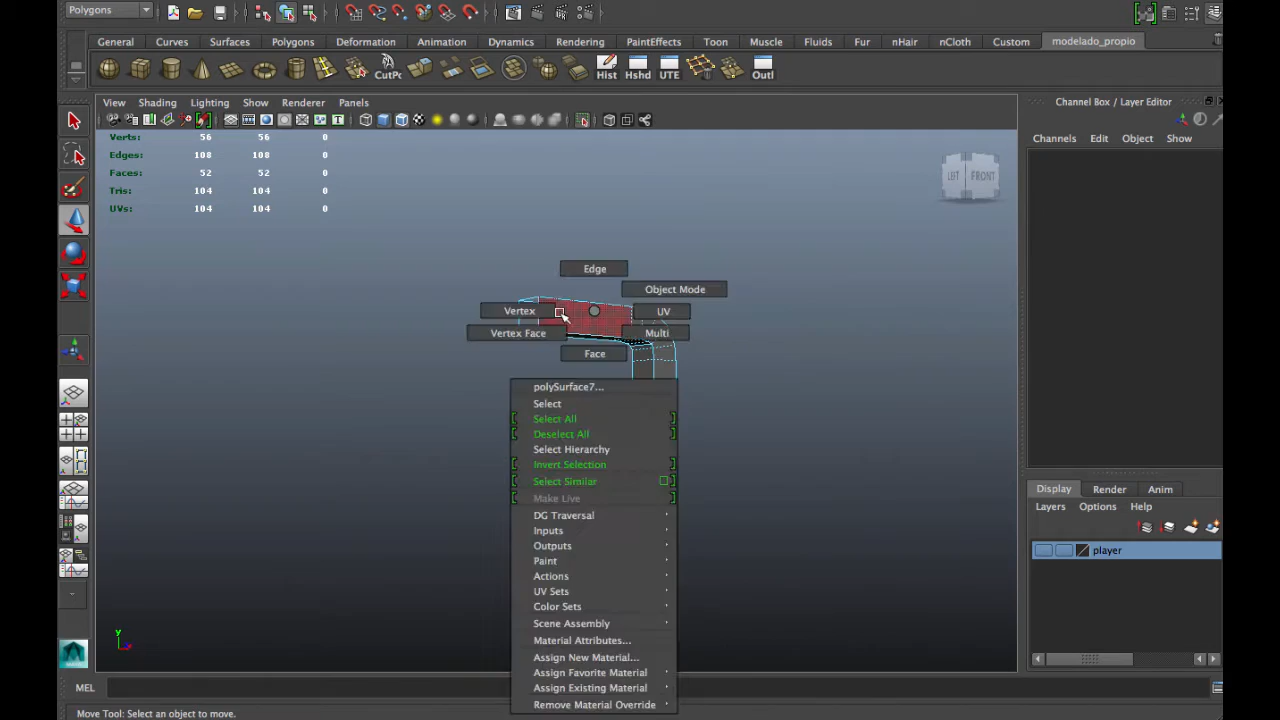 Polygons
General Curves Surfaces Polygons Deformation Animation Dynamics Rendering PaintEffects Toon Muscle Fluids Fur nHair nCloth Custom modelado_propio
CutPc Hist Hshd UTE Outl
View Shading Lighting Show Renderer Panels
Channel Box / Layer Editor
Channels Edit Object Show
Verts: 56 56 0
Edges: 108 108 0
Faces: 52 52 0
Tris: 104 104 0
UVs: 104 104 0
LEFT FRONT
Edge
Object Mode
Vertex UV
Vertex Face Multi
Face
polySurface7...
Select
Select All
Deselect All
Select Hierarchy
Invert Selection
Select Similar
Make Live
DG Traversal
Inputs
Outputs
Paint
Actions
UV Sets
Color Sets
Scene Assembly
Material Attributes...
Assign New Material...
Assign Favorite Material
Assign Existing Material
Remove Material Override
Display Render Anim
Layers Options Help
player
y
MEL
Move Tool: Select an object to move.